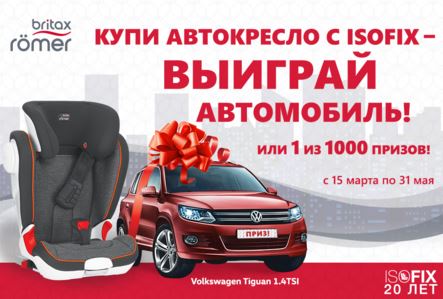 britax
römer
КУПИ АВТОКРЕСЛО С ISOFIX –
ВЫИГРАЙ
АВТОМОБИЛЬ!
ИЛИ 1 ИЗ 1000 ПРИЗОВ!
с 15 марта по 31 мая
ПРИЗ!
Volkswagen Tiguan 1.4TSI
ISOFIX
20 ЛЕТ